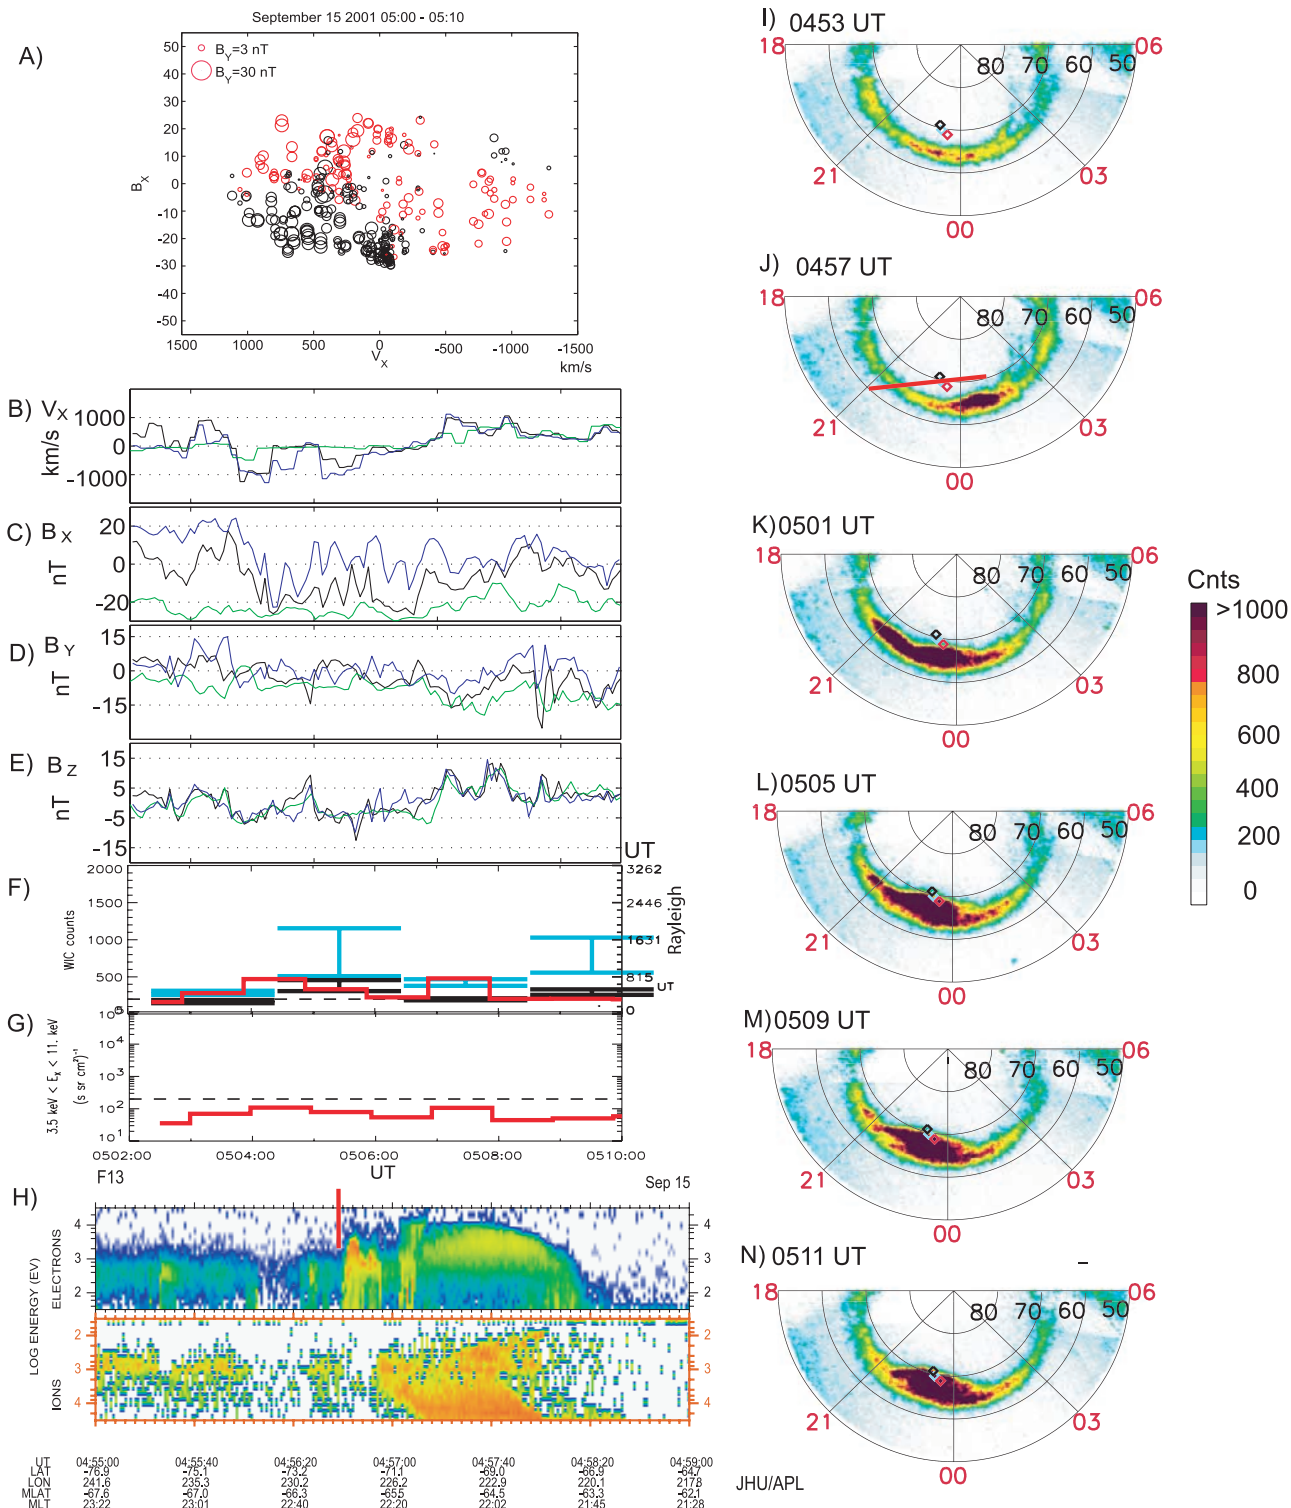 September 15 2001 05:00 - 05:10
A)
B_Y=3 nT
B_Y=30 nT
50
40
30
20
10
0
-10
-20
-30
-40
-50
B_X
1500 1000 500 0 -500 -1000 -1500
V_X
km/s
B) V_X
km/s
1000
0
-1000
C) B_X
nT
20
0
-20
D) B_Y
nT
15
0
-15
E) B_Z
nT
15
5
-5
-15
UT
F)
WIC counts
2000
1500
1000
500
3262
2446
1631
815
UT
0
Rayleigh
G)
3.5 keV < E_x < 11. keV
(s sr cm²)⁻¹
10⁴
10³
10²
10¹
0502:00 0504:00 0506:00 0508:00 0510:00
UT
F13
Sep 15
H)
LOG ENERGY (EV)
ELECTRONS
IONS
4
3
2
2
3
4
4
3
2
2
3
4
UT 04:55:00 04:55:40 04:56:20 04:57:00 04:57:40 04:58:20 04:59:00
LAT -76.9 -75.1 -73.2 -71.1 -69.0 -66.9 -64.7
LON 241.6 235.3 230.2 226.2 222.9 220.1 217.8
MLAT -67.6 -67.0 -66.3 -65.5 -64.5 -63.3 -62.1
MLT 23:22 23:01 22:40 22:20 22:02 21:45 21:28
I) 0453 UT
18 06
80 70 60 50
21 03
00
J) 0457 UT
18 06
80 70 60 50
21 03
00
K) 0501 UT
18 06
80 70 60 50
21 03
00
L) 0505 UT
18 06
80 70 60 50
21 03
00
M) 0509 UT
18 06
80 70 60 50
21 03
00
N) 0511 UT
18 06
80 70 60 50
21 03
00
Cnts
>1000
800
600
400
200
0
JHU/APL